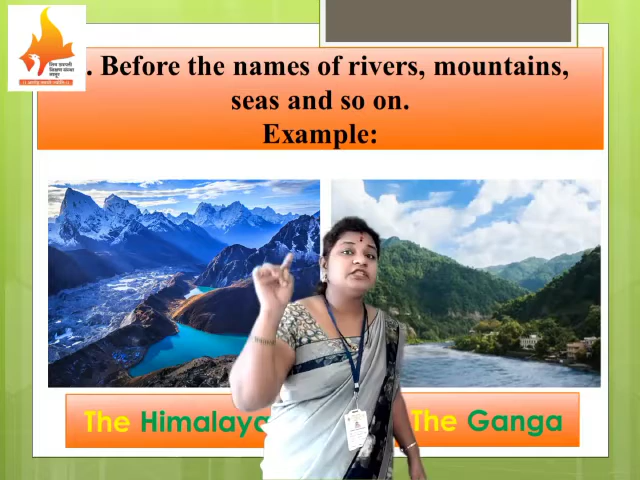 . Before the names of rivers, mountains,
seas and so on.
Example:
The Himalaya
The Ganga